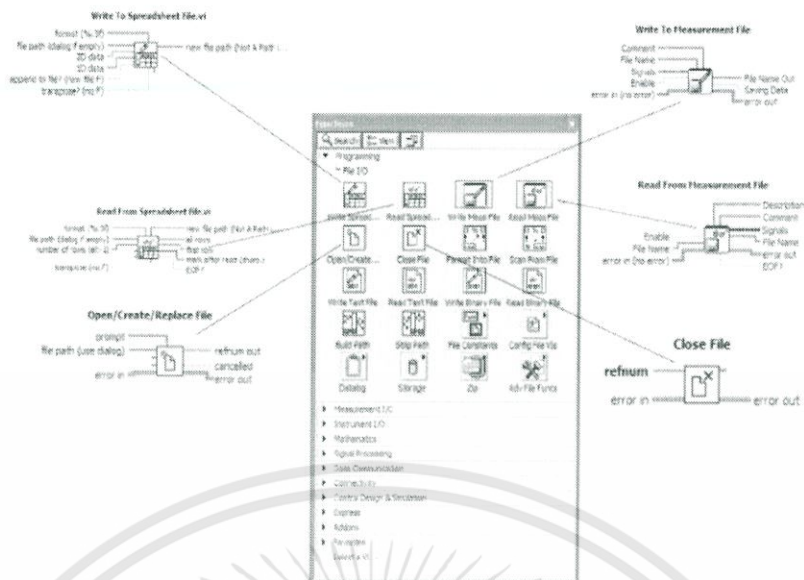 Write To Spreadsheet File.vi
format (%.3f)
file path (dialog if empty)
2D data
1D data
append to file? (new file:F)
transpose? (no:F)
new file path (Not A Path i...
Write To Measurement File
Comment
File Name
Signals
Enable
error in (no error)
File Name Out
Saving Data
error out
Functions
Search
View
Programming
File I/O
Write Spread...
Read Spread...
Write Meas File
Read Meas File
Open/Create...
Close File
Format Into File
Scan From File
Write Text File
Read Text File
Write Binary File
Read Binary File
Build Path
Strip Path
File Constants
Config File VIs
Datalog
Storage
Zip
Adv File Funcs
Measurement I/O
Instrument I/O
Mathematics
Signal Processing
Data Communication
Connectivity
Control Design & Simulation
Express
Addons
Favorites
Select a VI...
Read From Spreadsheet File.vi
format (%.3f)
file path (dialog if empty)
number of rows (all:-1)
transpose (no:F)
new file path (Not A Path i...
all rows
first row
mark after read (chars.)
EOF?
Read From Measurement File
Enable
File Name
error in (no error)
Description
Comment
Signals
File Name
error out
EOF?
Open/Create/Replace File
prompt
file path (use dialog)
error in
refnum out
cancelled
error out
Close File
refnum
error in
error out